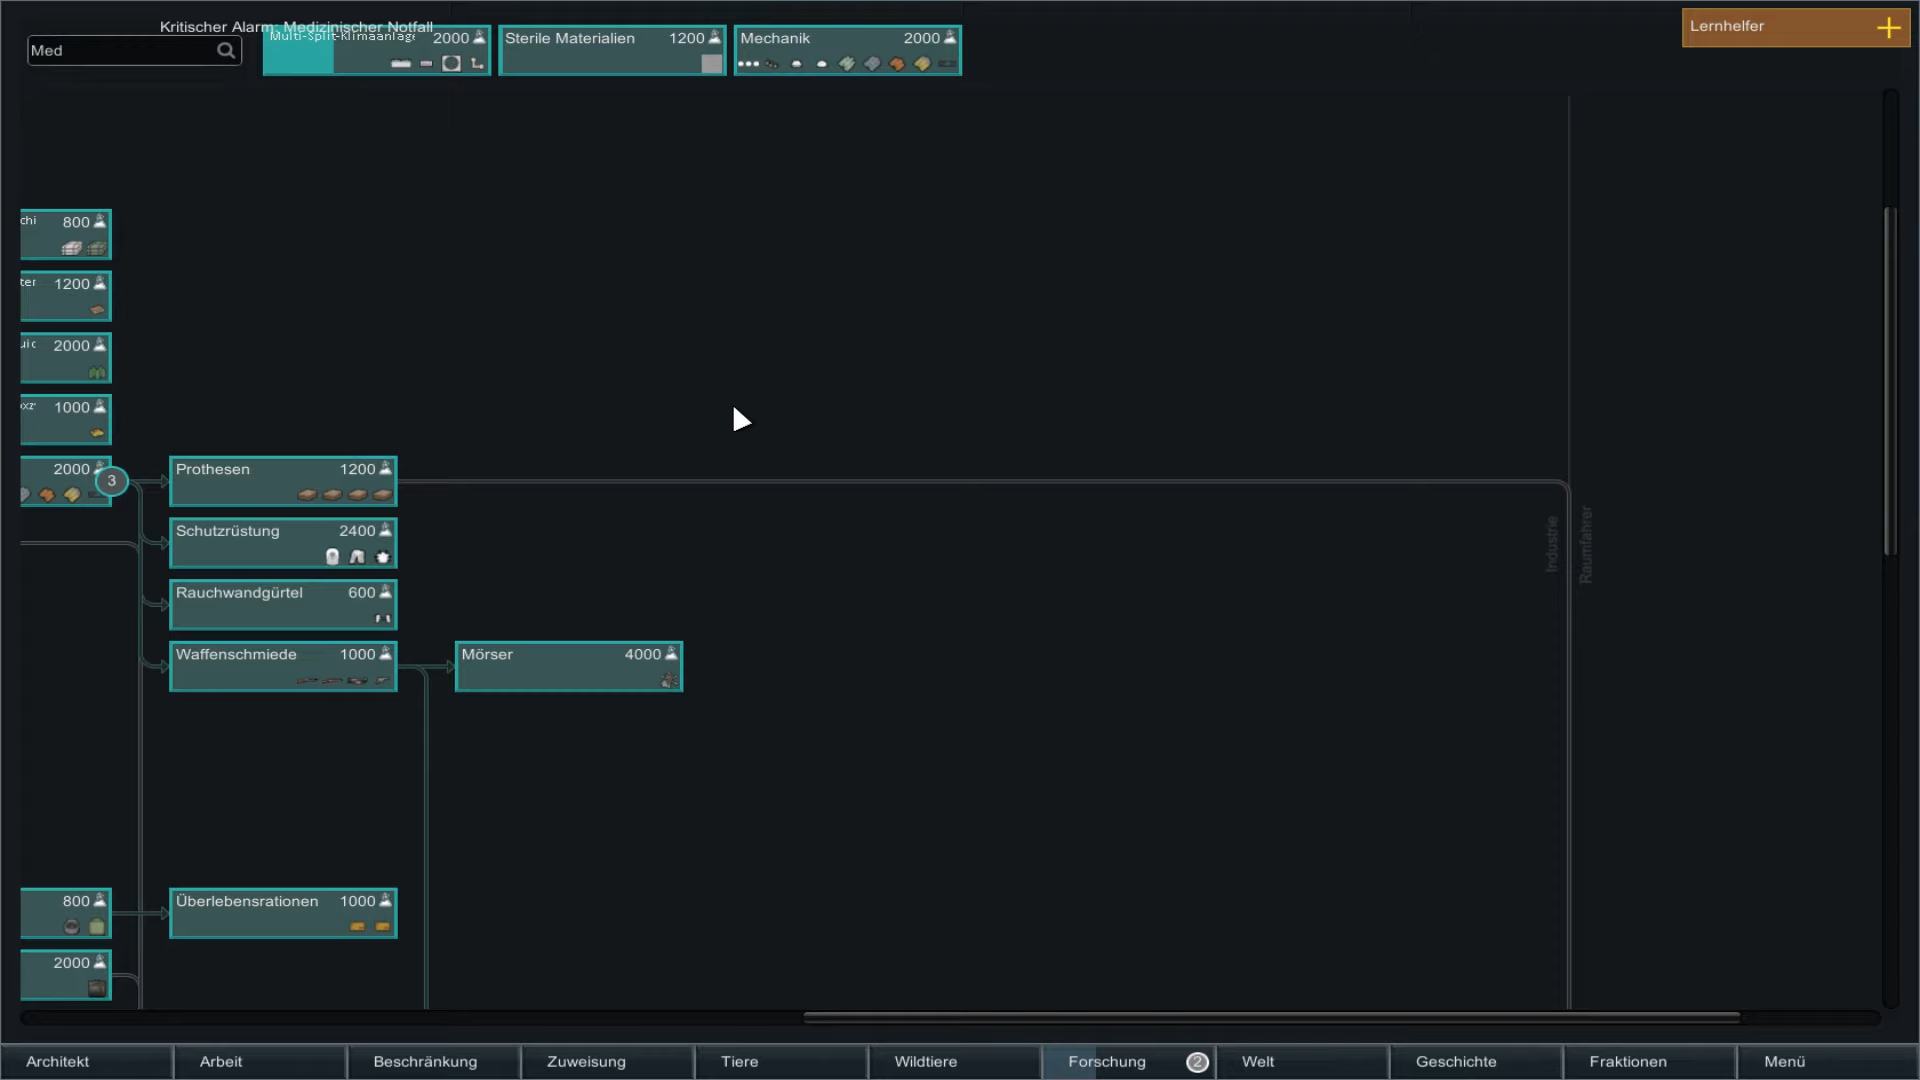 Kritischer Alarm: Medizinischer Notfall
Med
Multi-Split-Klimaanlage 2000
Sterile Materialien 1200
Mechanik 2000
Lernhelfer
chi 800
ter 1200
2000
1000
2000 3
Prothesen 1200
Schutzrüstung 2400
Rauchwandgürtel 600
Waffenschmiede 1000
Mörser 4000
Industrie
Raumfahrer
800
Überlebensrationen 1000
2000
Architekt
Arbeit
Beschränkung
Zuweisung
Tiere
Wildtiere
Forschung 2
Welt
Geschichte
Fraktionen
Menü